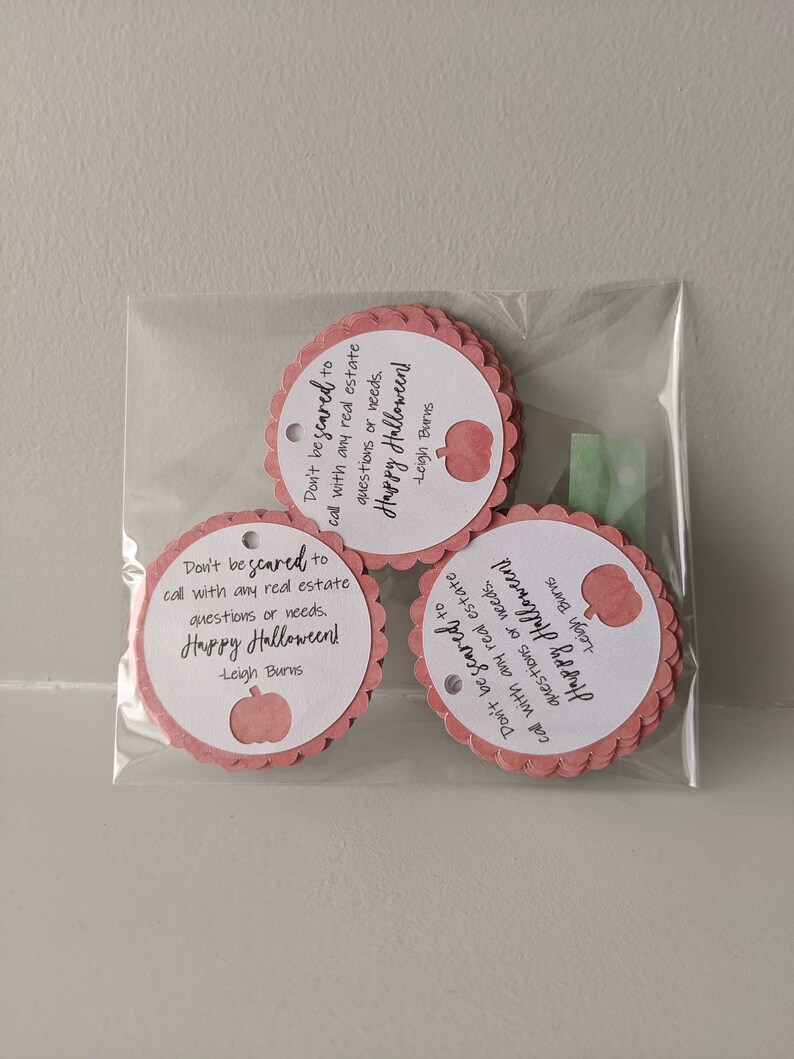 Don't be scared to
call with any real estate
questions or needs.
Happy Halloween!
-Leigh Burns
Don't be scared to
call with any real estate
questions or needs.
Happy Halloween!
-Leigh Burns
Don't be scared to
call with any real estate
questions or needs.
Happy Halloween!
-Leigh Burns